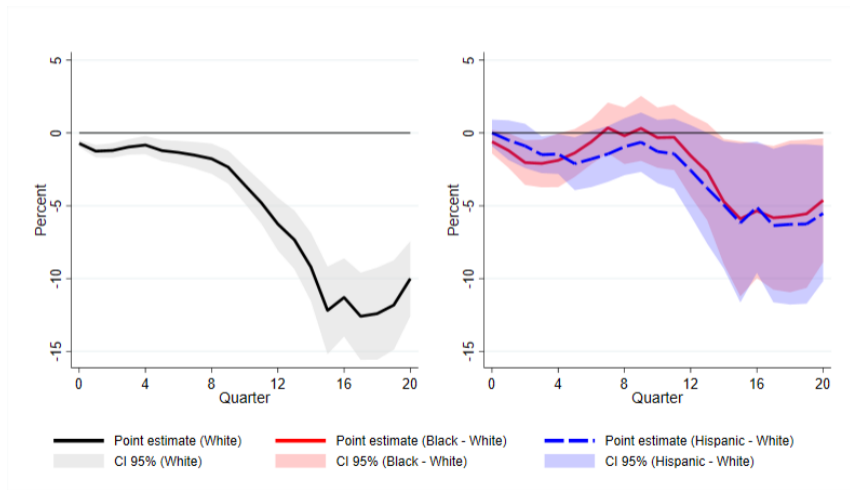 5
0
-5
-10
-15
Percent
0 4 8 12 16 20
Quarter
5
0
-5
-10
-15
Percent
0 4 8 12 16 20
Quarter
Point estimate (White)
CI 95% (White)
Point estimate (Black - White)
CI 95% (Black - White)
Point estimate (Hispanic - White)
CI 95% (Hispanic - White)